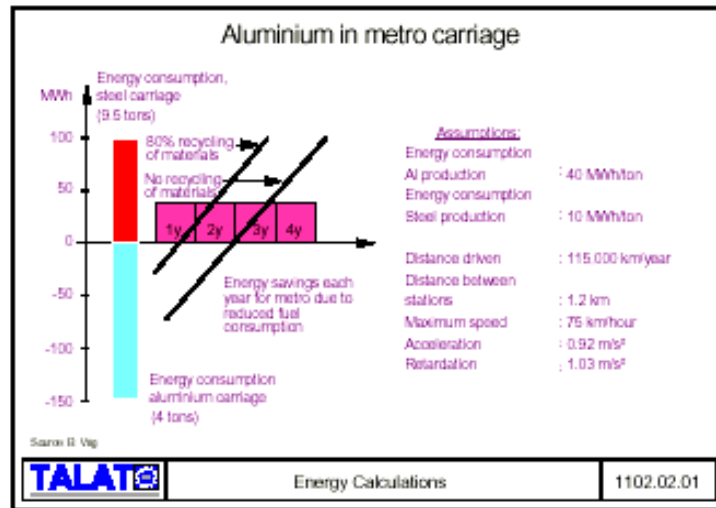 Aluminium in metro carriage
Energy consumption,
steel carriage
(9.5 tons)
MWh
100
50
0
-50
-100
-150
80% recycling
of materials
No recycling
of materials
1y 2y 3y 4y
Energy savings each
year for metro due to
reduced fuel
consumption
Energy consumption
aluminium carriage
(4 tons)
Assumptions:
Energy consumption
Al production : 40 MWh/ton
Energy consumption
Steel production : 10 MWh/ton
Distance driven : 115.000 km/year
Distance between
stations : 1.2 km
Maximum speed : 75 km/hour
Acceleration : 0.92 m/s²
Retardation : 1.03 m/s²
Source: B.
TALAT
Energy Calculations
1102.02.01